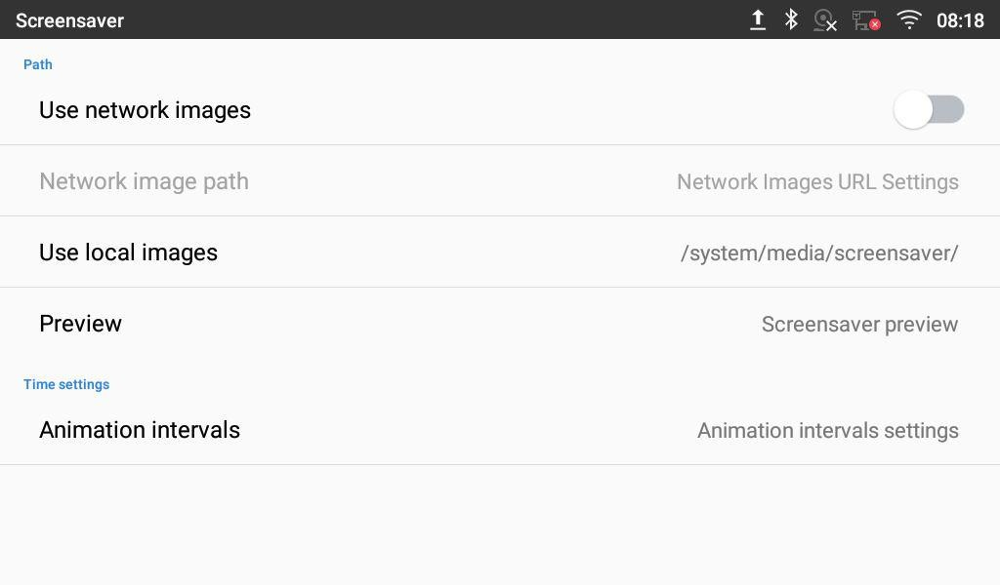 Screensaver 08:18
Path
Use network images
Network image path Network Images URL Settings
Use local images /system/media/screensaver/
Preview Screensaver preview
Time settings
Animation intervals Animation intervals settings